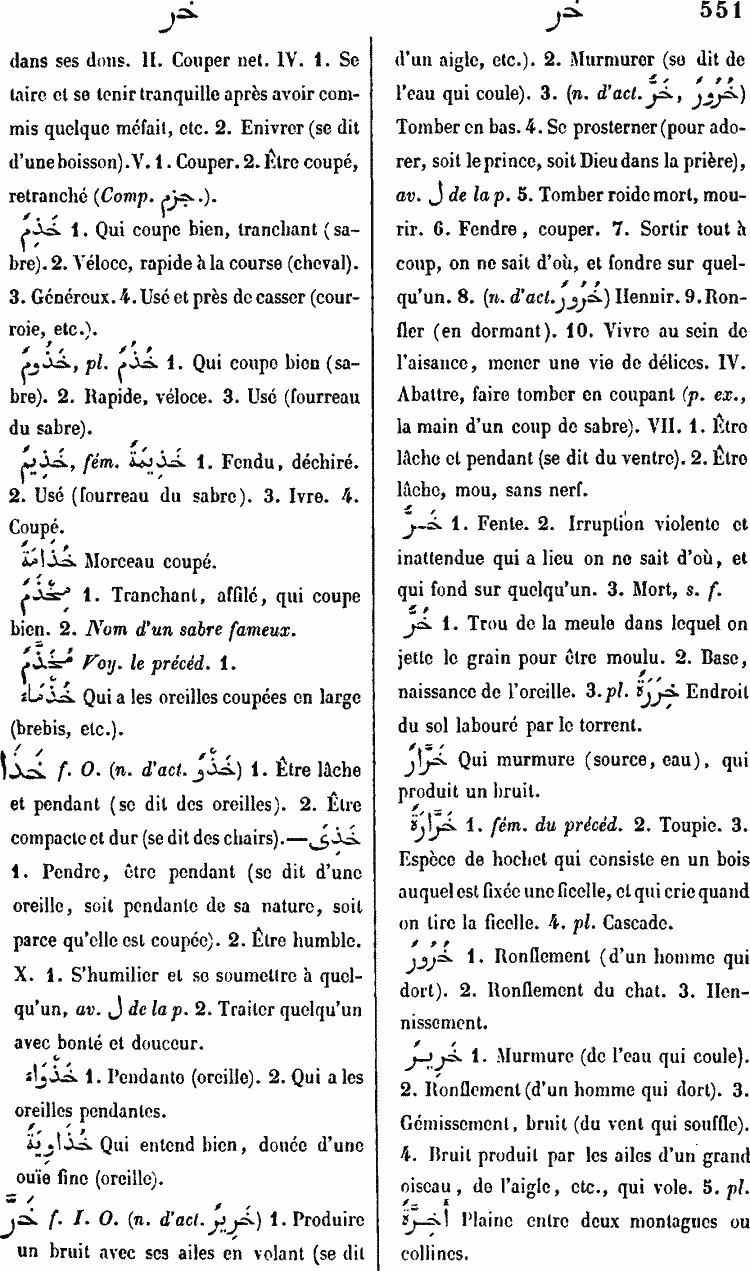 خر
خر 551
dans ses dons. II. Couper net. IV. 1. Se
taire et se tenir tranquille après avoir com-
mis quelque méfait, etc. 2. Enivrer (se dit
d'une boisson). V. 1. Couper. 2. Être coupé,
retranché (Comp. جزم.).
خَذِمٌ 1. Qui coupe bien, tranchant (sa-
bre). 2. Véloce, rapide à la course (cheval).
3. Généreux. 4. Usé et près de casser (cour-
roie, etc.).
خَذُومٌ, pl. خُذُمٌ 1. Qui coupe bien (sa-
bre). 2. Rapide, véloce. 3. Usé (fourreau
du sabre).
خَذِيمٌ, fém. خَذِيمَةٌ 1. Fendu, déchiré.
2. Usé (fourreau du sabre). 3. Ivre. 4.
Coupé.
خُذَامَةٌ Morceau coupé.
مِخْذَمٌ 1. Tranchant, affilé, qui coupe
bien. 2. Nom d'un sabre fameux.
مُخَذَّمٌ Voy. le précéd. 1.
خَذْمَاءُ Qui a les oreilles coupées en large
(brebis, etc.).
خَذَا f. O. (n. d'act. خَذْوٌ) 1. Être lâche
et pendant (se dit des oreilles). 2. Être
compacte et dur (se dit des chairs).—خَذِىَ
1. Pendre, être pendant (se dit d'une
oreille, soit pendante de sa nature, soit
parce qu'elle est coupée). 2. Être humble.
X. 1. S'humilier et se soumettre à quel-
qu'un, av. ل de la p. 2. Traiter quelqu'un
avec bonté et douceur.
خَذْوَاءُ 1. Pendante (oreille). 2. Qui a les
oreilles pendantes.
خُذَاوِيَةٌ Qui entend bien, douée d'une
ouïe fine (oreille).
خَرَّ f. I. O. (n. d'act. خَرِيرٌ) 1. Produire
un bruit avec ses ailes en volant (se dit
d'un aigle, etc.). 2. Murmurer (se dit de
l'eau qui coule). 3. (n. d'act. خَرٌّ, خُرُورٌ)
Tomber en bas. 4. Se prosterner (pour ado-
rer, soit le prince, soit Dieu dans la prière),
av. ل de la p. 5. Tomber roide mort, mou-
rir. 6. Fendre, couper. 7. Sortir tout à
coup, on ne sait d'où, et fondre sur quel-
qu'un. 8. (n. d'act. خُرُورٌ) Hennir. 9. Ron-
fler (en dormant). 10. Vivre au sein de
l'aisance, mener une vie de délices. IV.
Abattre, faire tomber en coupant (p. ex.,
la main d'un coup de sabre). VII. 1. Être
lâche et pendant (se dit du ventre). 2. Être
lâche, mou, sans nerf.
خَرٌّ 1. Fente. 2. Irruption violente et
inattendue qui a lieu on ne sait d'où, et
qui fond sur quelqu'un. 3. Mort, s. f.
خُرٌّ 1. Trou de la meule dans lequel on
jette le grain pour être moulu. 2. Base,
naissance de l'oreille. 3. pl. خِرَرَةٌ Endroit
du sol labouré par le torrent.
خَرَّارٌ Qui murmure (source, eau), qui
produit un bruit.
خَرَّارَةٌ 1. fém. du précéd. 2. Toupie. 3.
Espèce de hochet qui consiste en un bois
auquel est fixée une ficelle, et qui crie quand
on tire la ficelle. 4. pl. Cascade.
خُرُورٌ 1. Ronflement (d'un homme qui
dort). 2. Ronflement du chat. 3. Hen-
nissement.
خَرِيرٌ 1. Murmure (de l'eau qui coule).
2. Ronflement (d'un homme qui dort). 3.
Gémissement, bruit (du vent qui souffle).
4. Bruit produit par les ailes d'un grand
oiseau, de l'aigle, etc., qui vole. 5. pl.
أَخِرَّةٌ Plaine entre deux montagnes ou
collines.